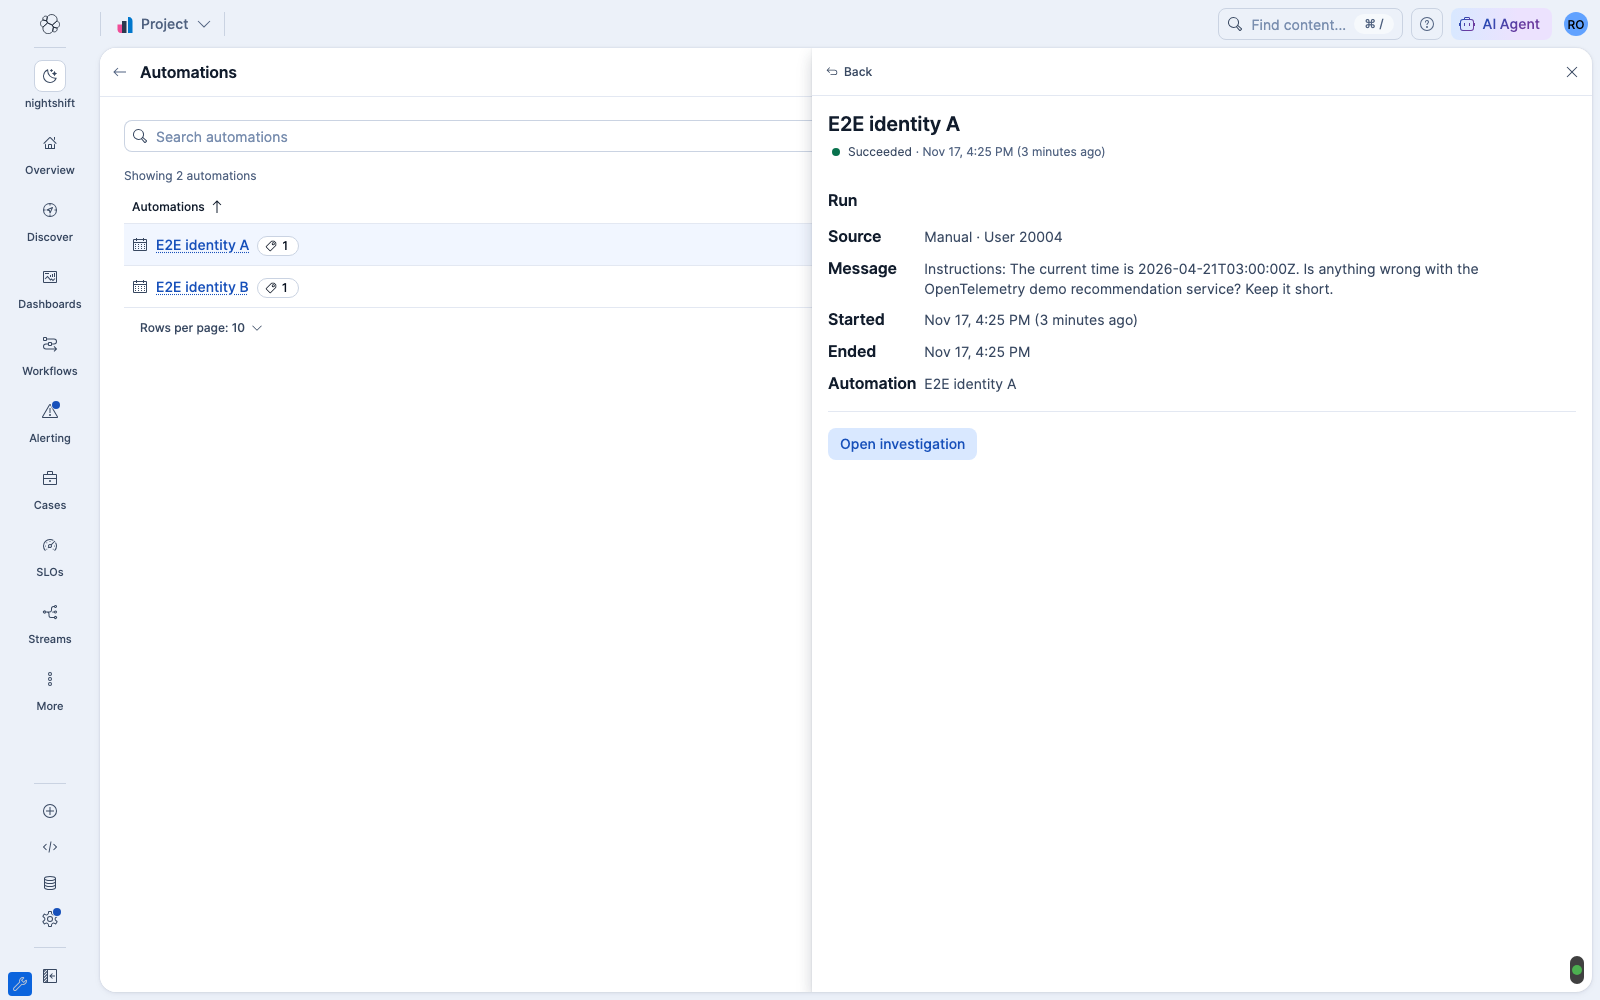 Project
Find content...
⌘ /
AI Agent
RO
nightshift
Overview
Discover
Dashboards
Workflows
Alerting
Cases
SLOs
Streams
More
Automations
Search automations
Showing 2 automations
Automations
E2E identity A
1
E2E identity B
1
Rows per page: 10
Back
E2E identity A
Succeeded · Nov 17, 4:25 PM (3 minutes ago)
Run
Source
Manual · User 20004
Message
Instructions: The current time is 2026-04-21T03:00:00Z. Is anything wrong with the
OpenTelemetry demo recommendation service? Keep it short.
Started
Nov 17, 4:25 PM (3 minutes ago)
Ended
Nov 17, 4:25 PM
Automation
E2E identity A
Open investigation